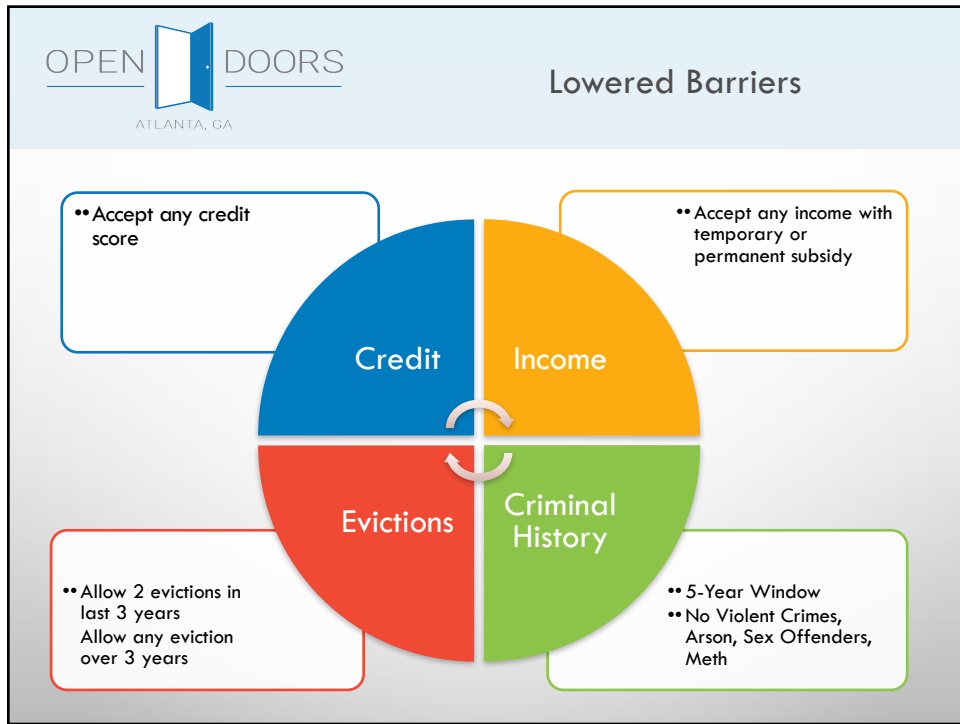 OPEN DOORS
ATLANTA, GA
Lowered Barriers
•• Accept any credit
score
•• Accept any income with
temporary or
permanent subsidy
Credit
Income
Evictions
Criminal
History
•• Allow 2 evictions in
last 3 years
Allow any eviction
over 3 years
•• 5-Year Window
•• No Violent Crimes,
Arson, Sex Offenders,
Meth